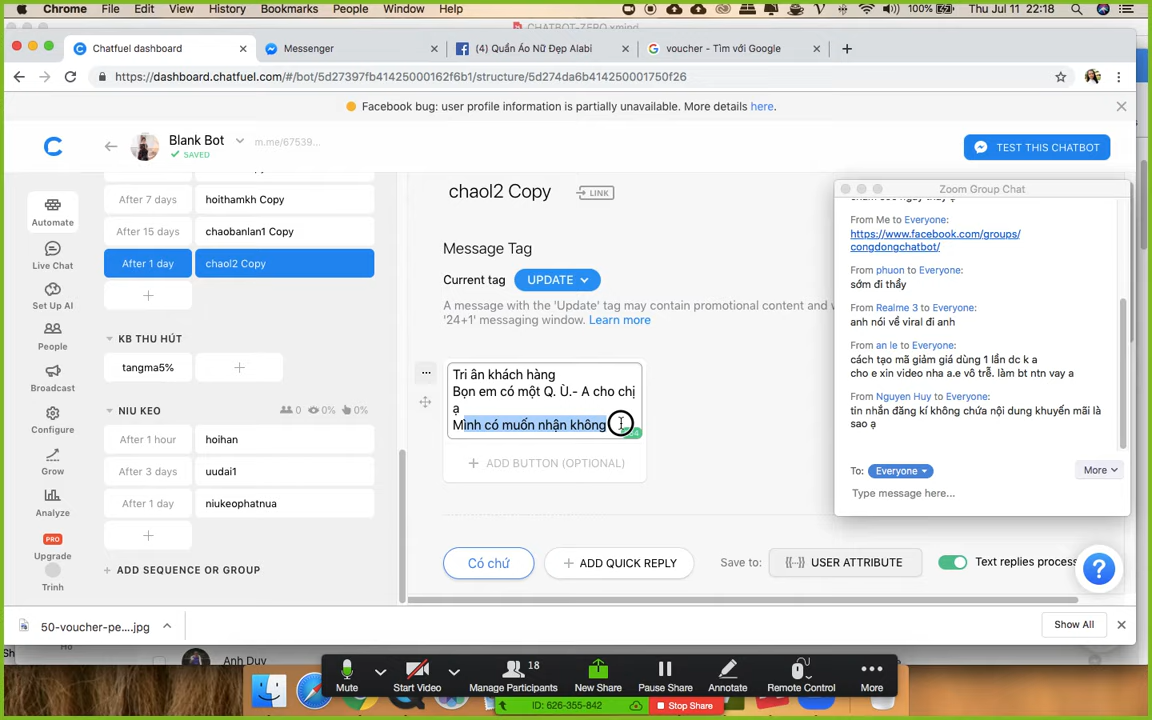 Chrome File Edit View History Bookmarks People Window Help 100% Thu Jul 11 22:18
CHATBOT-ZERO.xmind
Chatfuel dashboard Messenger (4) Quần Áo Nữ Đẹp Alabi voucher - Tìm với Google
https://dashboard.chatfuel.com/#/bot/5d27397fb41425000162f6b1/structure/5d274da6b414250001750f26
Facebook bug: user profile information is partially unavailable. More details here.
Blank Bot
SAVED
m.me/67539...
TEST THIS CHATBOT
Automate
Live Chat
Set Up AI
People
Broadcast
Configure
Grow
Analyze
PRO
Upgrade
Trinh
After 7 days hoithamkh Copy
After 15 days chaobanlan1 Copy
After 1 day chaol2 Copy
KB THU HÚT
tangma5%
NIU KEO 0 0% 0%
After 1 hour hoihan
After 3 days uudai1
After 1 day niukeophatnua
ADD SEQUENCE OR GROUP
chaol2 Copy LINK
Message Tag
Current tag UPDATE
A message with the 'Update' tag may contain promotional content and
'24+1' messaging window. Learn more
Tri ân khách hàng
Bọn em có một Q. Ù.- A cho chị
ạ
Mình có muốn nhận không
ADD BUTTON (OPTIONAL)
Có chứ ADD QUICK REPLY Save to: {{...}} USER ATTRIBUTE Text replies process
Zoom Group Chat
From Me to Everyone:
https://www.facebook.com/groups/
congdongchatbot/
From phuon to Everyone:
sớm đi thầy
From Realme 3 to Everyone:
anh nói về viral đi anh
From an le to Everyone:
cách tạo mã giảm giá dùng 1 lần dc k a
cho e xin video nha a.e vô trễ. làm bt ntn vay a
From Nguyen Huy to Everyone:
tin nhắn đăng kí không chứa nội dung khuyến mãi là
sao ạ
To: Everyone More
Type message here...
50-voucher-pe....jpg Show All
Anh Duy
Mute Start Video Manage Participants 18 New Share Pause Share Annotate Remote Control More
ID: 626-355-842 Stop Share